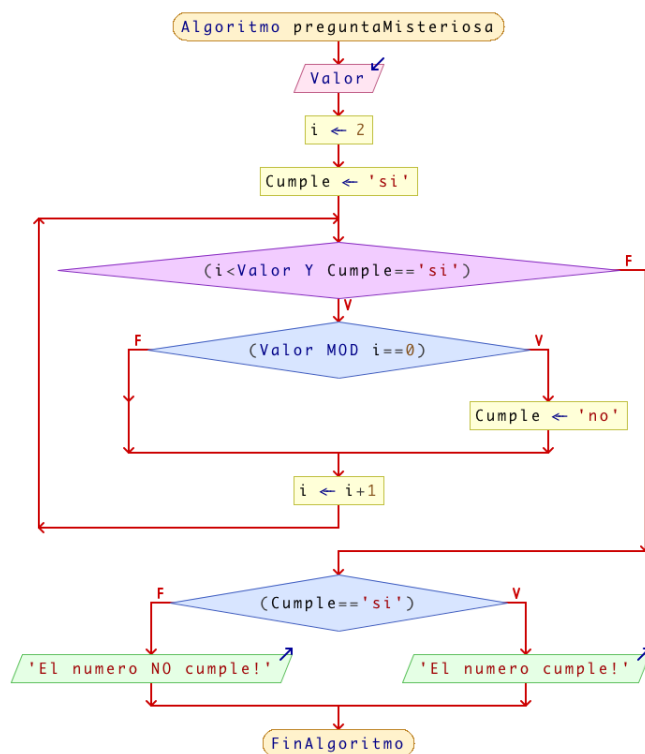 Algoritmo preguntaMisteriosa
Valor
i ← 2
Cumple ← 'si'
(i<Valor Y Cumple=='si')
F
V
(Valor MOD i==0)
F
V
Cumple ← 'no'
i ← i+1
(Cumple=='si')
F
V
'El numero NO cumple!'
'El numero cumple!'
FinAlgoritmo